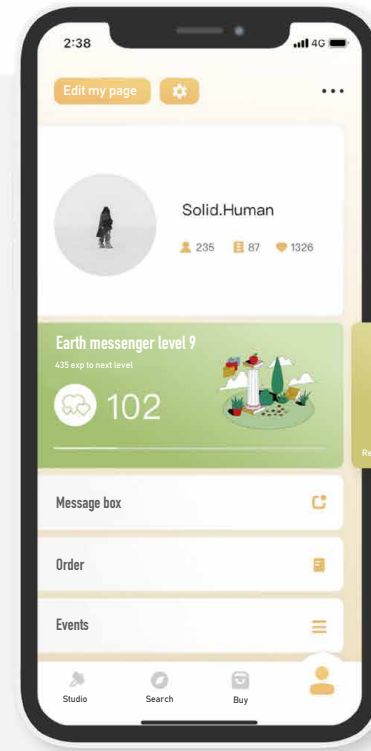 2:38
4G
Edit my page
Solid.Human
235 87 1326
Earth messenger level 9
435 exp to next level
102
Re
Message box
Order
Events
Studio Search Buy